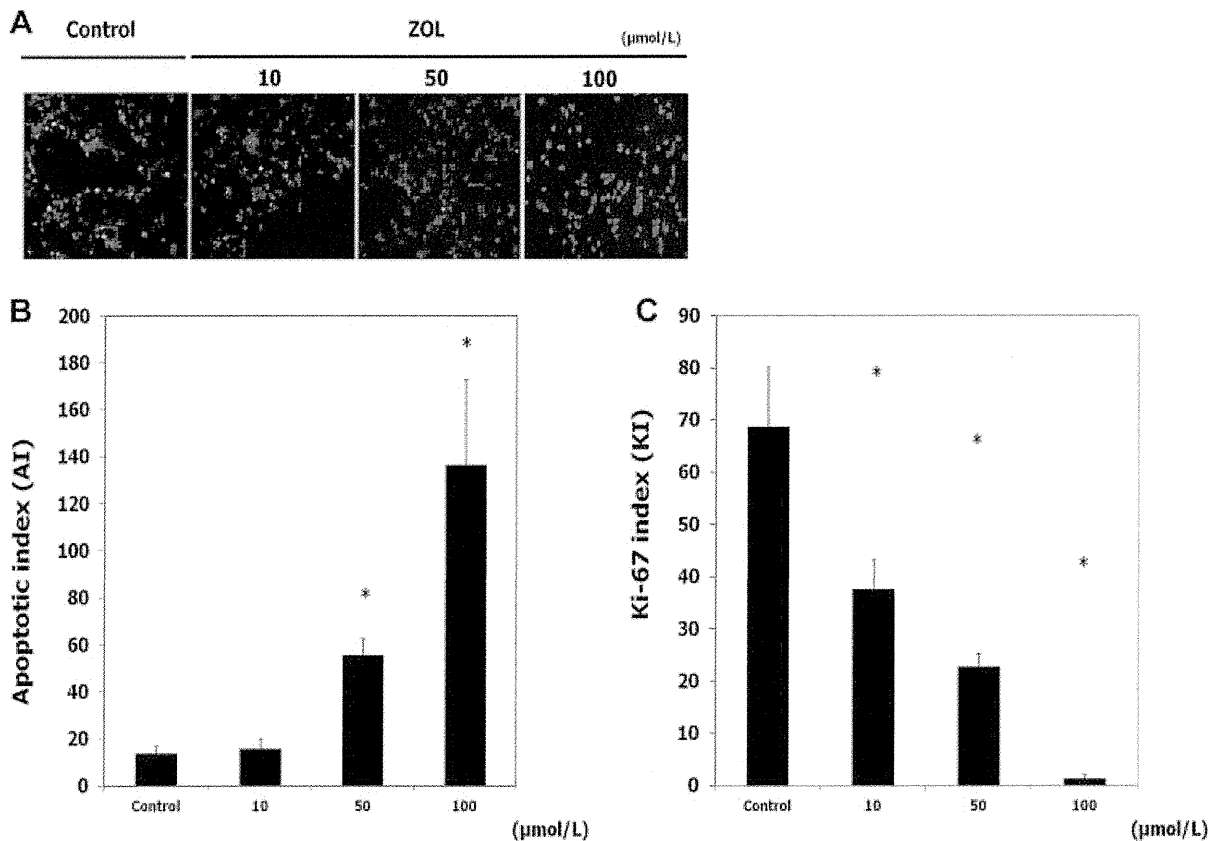 A
Control
ZOL
(μmol/L)
10
50
100
B
Apoptotic index (AI)
200
180
160
140
120
100
80
60
40
20
0
*
*
Control
10
50
100
(μmol/L)
C
Ki-67 index (KI)
90
80
70
60
50
40
30
20
10
0
*
*
*
Control
10
50
100
(μmol/L)